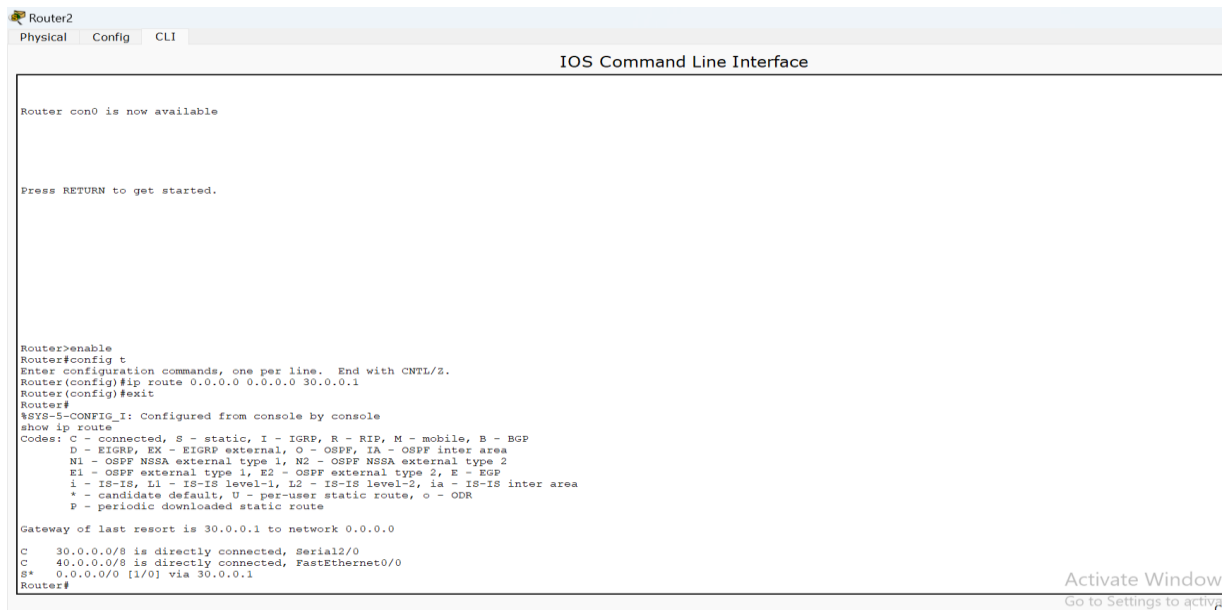 Router2
Physical Config CLI
IOS Command Line Interface
Router con0 is now available
Press RETURN to get started.
Router>enable
Router#config t
Enter configuration commands, one per line.  End with CNTL/Z.
Router(config)#ip route 0.0.0.0 0.0.0.0 30.0.0.1
Router(config)#exit
Router#
%SYS-5-CONFIG_I: Configured from console by console
show ip route
Codes: C - connected, S - static, I - IGRP, R - RIP, M - mobile, B - BGP
       D - EIGRP, EX - EIGRP external, O - OSPF, IA - OSPF inter area
       N1 - OSPF NSSA external type 1, N2 - OSPF NSSA external type 2
       E1 - OSPF external type 1, E2 - OSPF external type 2, E - EGP
       i - IS-IS, L1 - IS-IS level-1, L2 - IS-IS level-2, ia - IS-IS inter area
       * - candidate default, U - per-user static route, o - ODR
       P - periodic downloaded static route
Gateway of last resort is 30.0.0.1 to network 0.0.0.0
C    30.0.0.0/8 is directly connected, Serial2/0
C    40.0.0.0/8 is directly connected, FastEthernet0/0
S*   0.0.0.0/0 [1/0] via 30.0.0.1
Router#
Activate Window
Go to Settings to activa